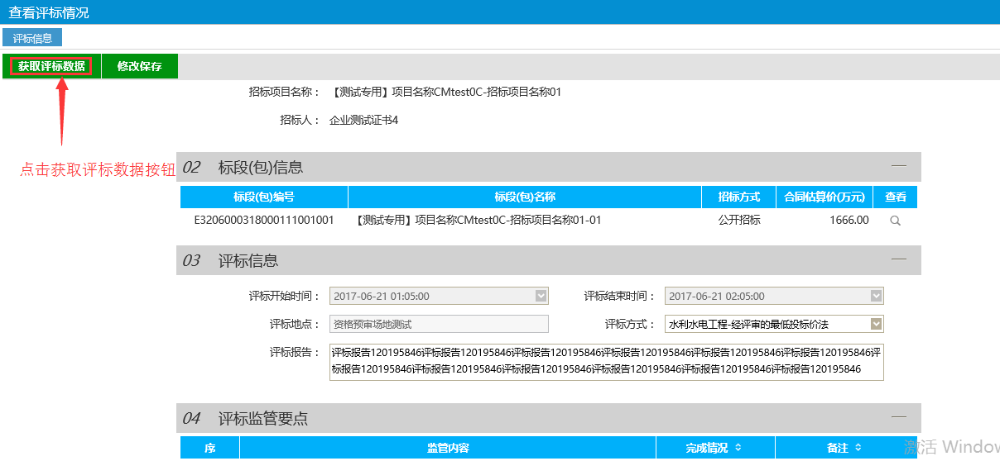 查看评标情况
评标信息
获取评标数据 修改保存
招标项目名称： 【测试专用】项目名称CMtest0C-招标项目名称01
招标人： 企业测试证书4
点击获取评标数据按钮
02 标段(包)信息
标段(包)编号 标段(包)名称 招标方式 合同估算价(万元) 查看
E3206000318000111001001 【测试专用】项目名称CMtest0C-招标项目名称01-01 公开招标 1666.00
03 评标信息
评标开始时间： 2017-06-21 01:05:00 评标结束时间： 2017-06-21 02:05:00
评标地点： 资格预审场地测试 评标方式： 水利水电工程-经评审的最低投标价法
评标报告： 评标报告120195846评标报告120195846评标报告120195846评标报告120195846评标报告120195846评标报告120195846评
标报告120195846评标报告120195846评标报告120195846评标报告120195846评标报告120195846
04 评标监管要点
序 监管内容 完成情况 备注
激活 Window